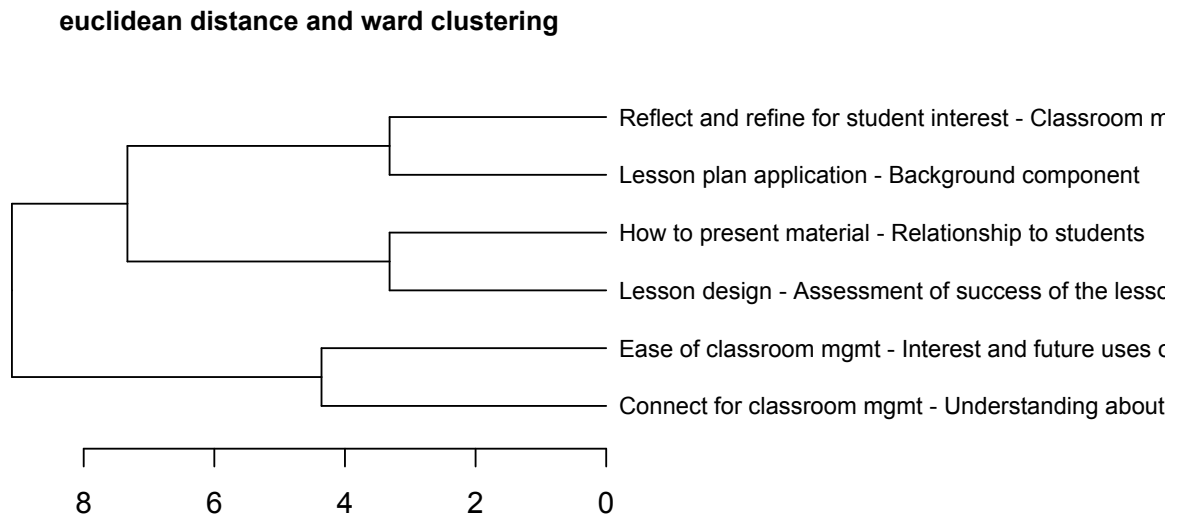 euclidean distance and ward clustering
Reflect and refine for student interest - Classroom
Lesson plan application - Background component
How to present material - Relationship to students
Lesson design - Assessment of success of the
Ease of classroom mgmt - Interest and future uses
Connect for classroom mgmt - Understanding about
8 6 4 2 0